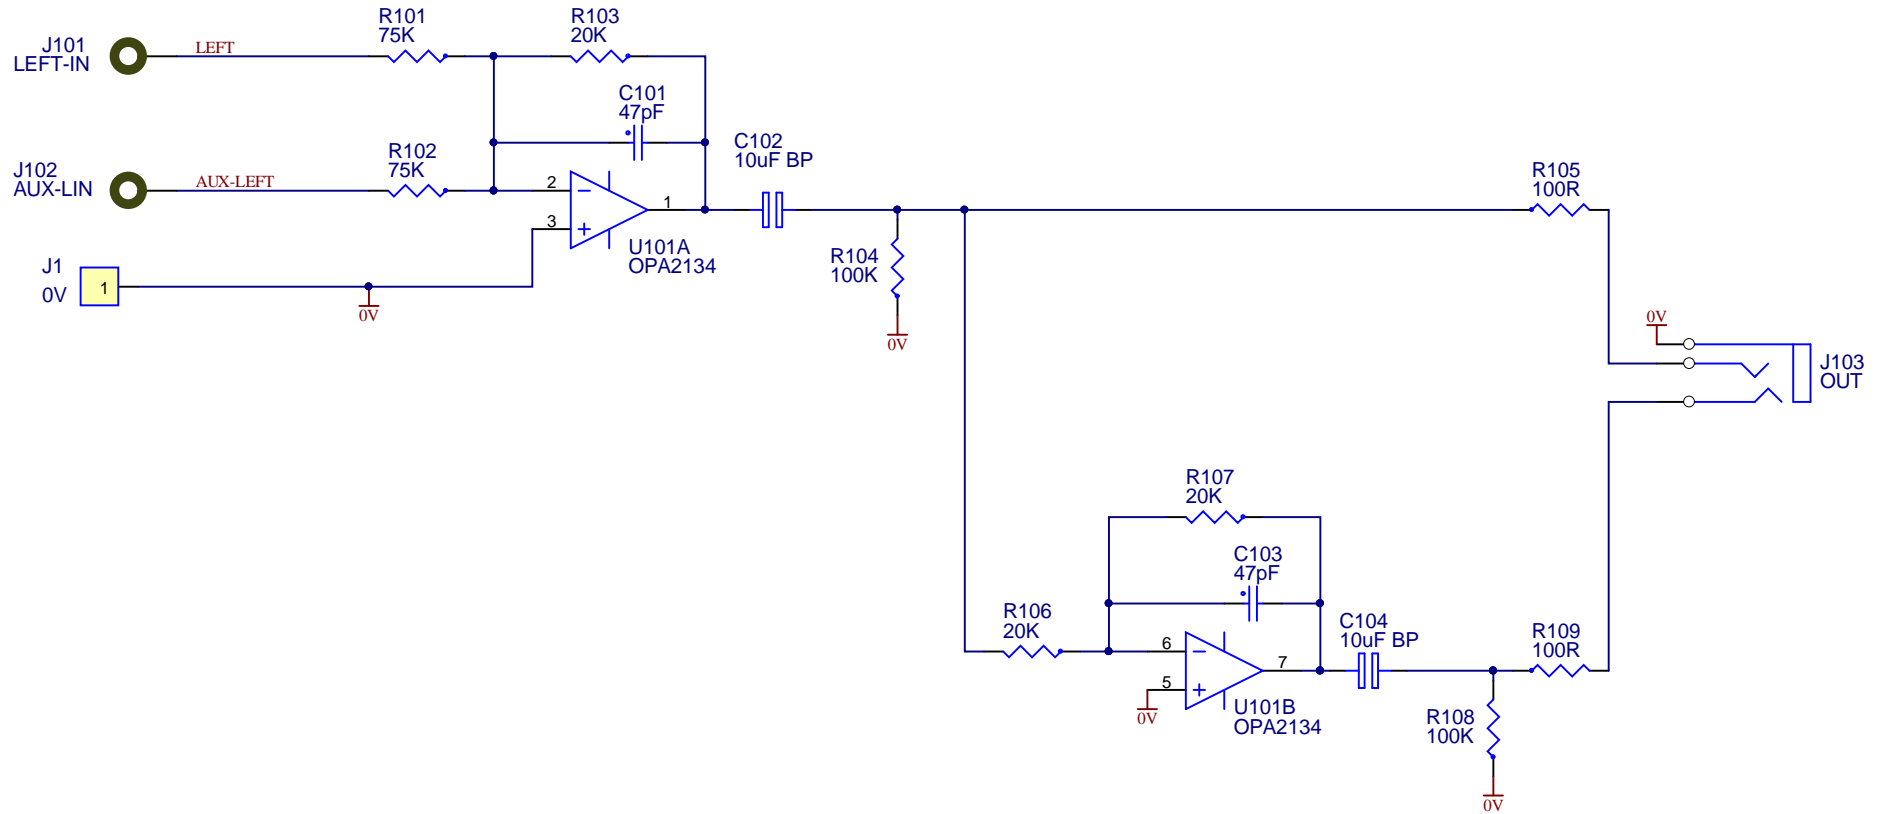 R101
75K
R103
20K
J101
LEFT-IN
LEFT
C101
47pF
C102
10uF BP
R102
75K
J102
AUX-LIN
AUX-LEFT
2
3
1
U101A
OPA2134
R105
100R
R104
100K
J1
0V
1
0V
0V
0V
J103
OUT
R107
20K
C103
47pF
R106
20K
C104
10uF BP
R109
100R
6
5
7
0V
U101B
OPA2134
R108
100K
0V